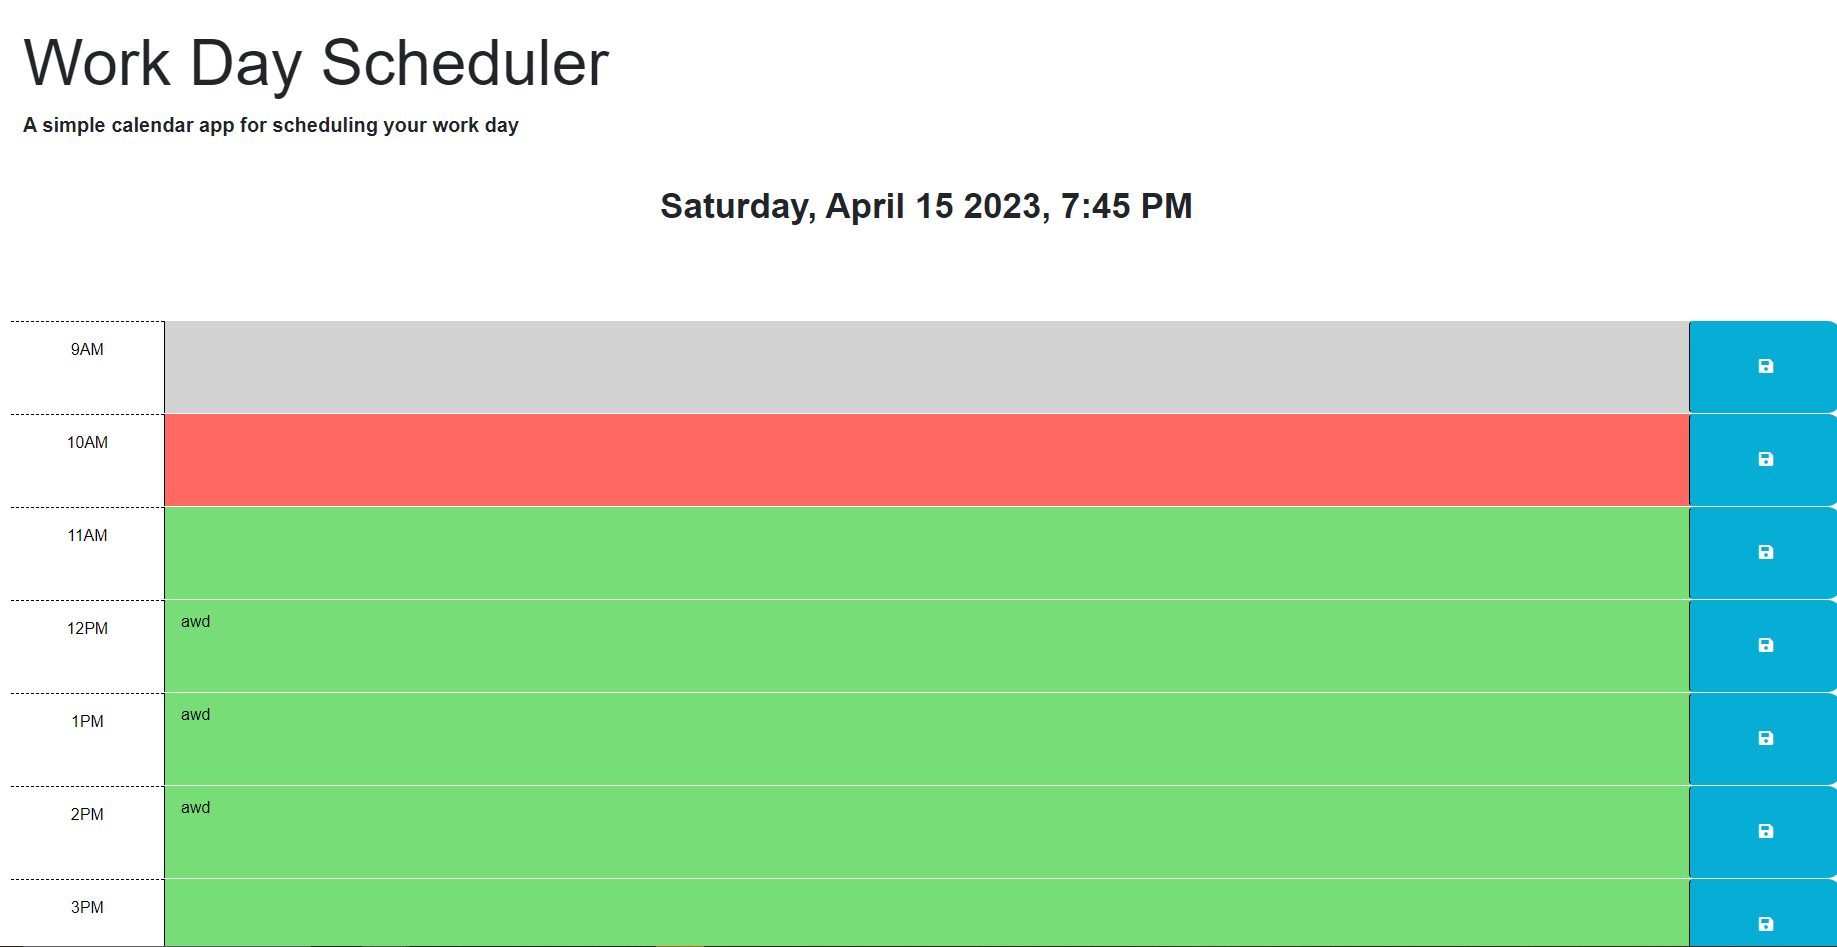 Work Day Scheduler
A simple calendar app for scheduling your work day
Saturday, April 15 2023, 7:45 PM
9AM
10AM
11AM
12PM awd
1PM awd
2PM awd
3PM